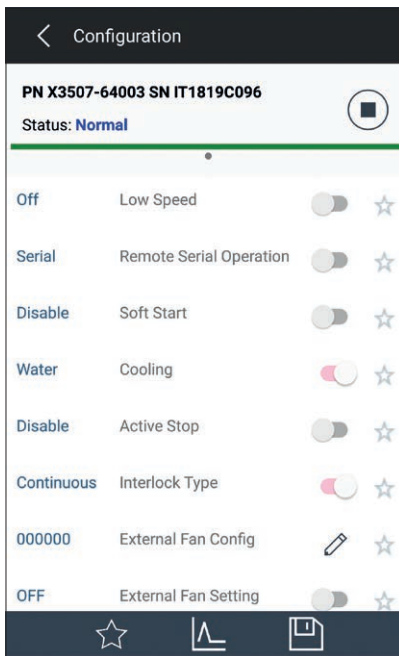 Configuration
PN X3507-64003 SN IT1819C096
Status: Normal
Off Low Speed
Serial Remote Serial Operation
Disable Soft Start
Water Cooling
Disable Active Stop
Continuous Interlock Type
000000 External Fan Config
OFF External Fan Setting